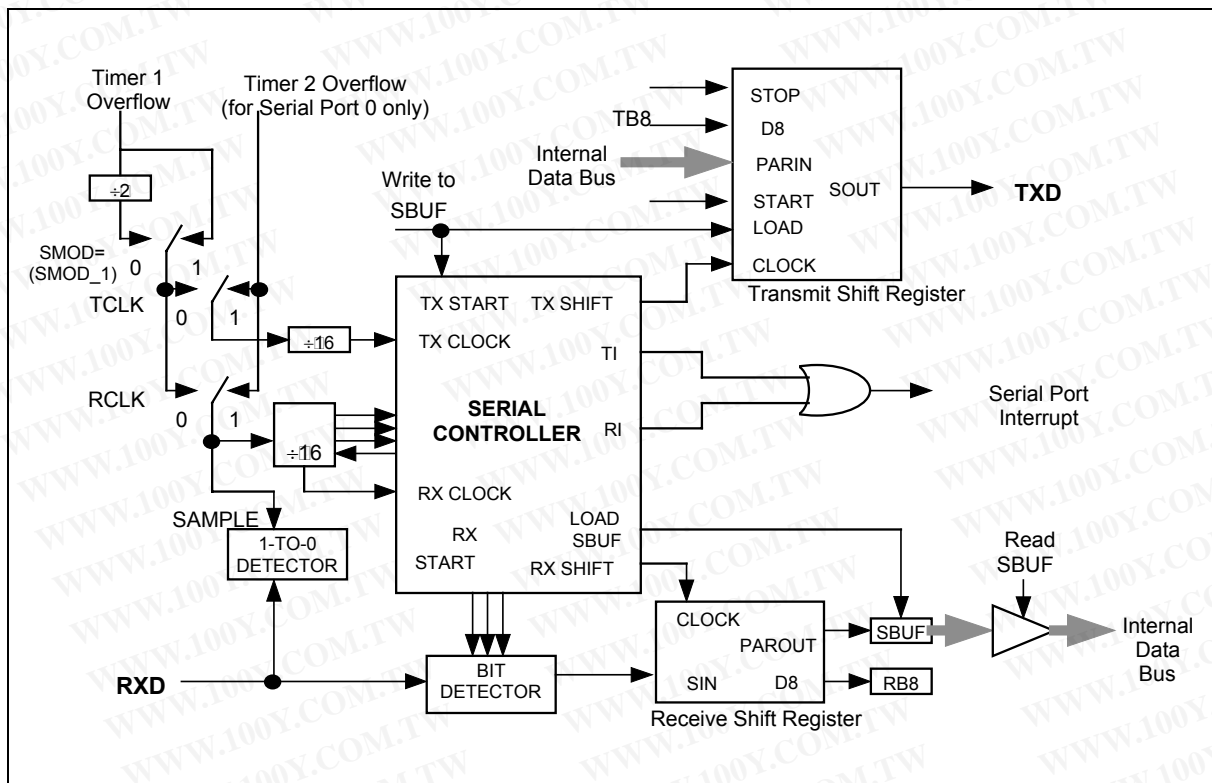 Timer 1
Overflow
Timer 2 Overflow
(for Serial Port 0 only)
÷2
SMOD=
(SMOD_1)
0
1
TCLK
0
1
RCLK
0
1
÷16
÷16
SAMPLE
1-TO-0
DETECTOR
RXD
Write to
SBUF
TX START
TX SHIFT
TX CLOCK
TI
SERIAL
CONTROLLER
RI
RX CLOCK
LOAD
SBUF
RX
START
RX SHIFT
BIT
DETECTOR
TB8
Internal
Data Bus
STOP
D8
PARIN
SOUT
START
LOAD
CLOCK
Transmit Shift Register
TXD
Serial Port
Interrupt
CLOCK
PAROUT
SIN
D8
Receive Shift Register
SBUF
RB8
Read
SBUF
Internal
Data
Bus
WWW.100Y.COM.TW